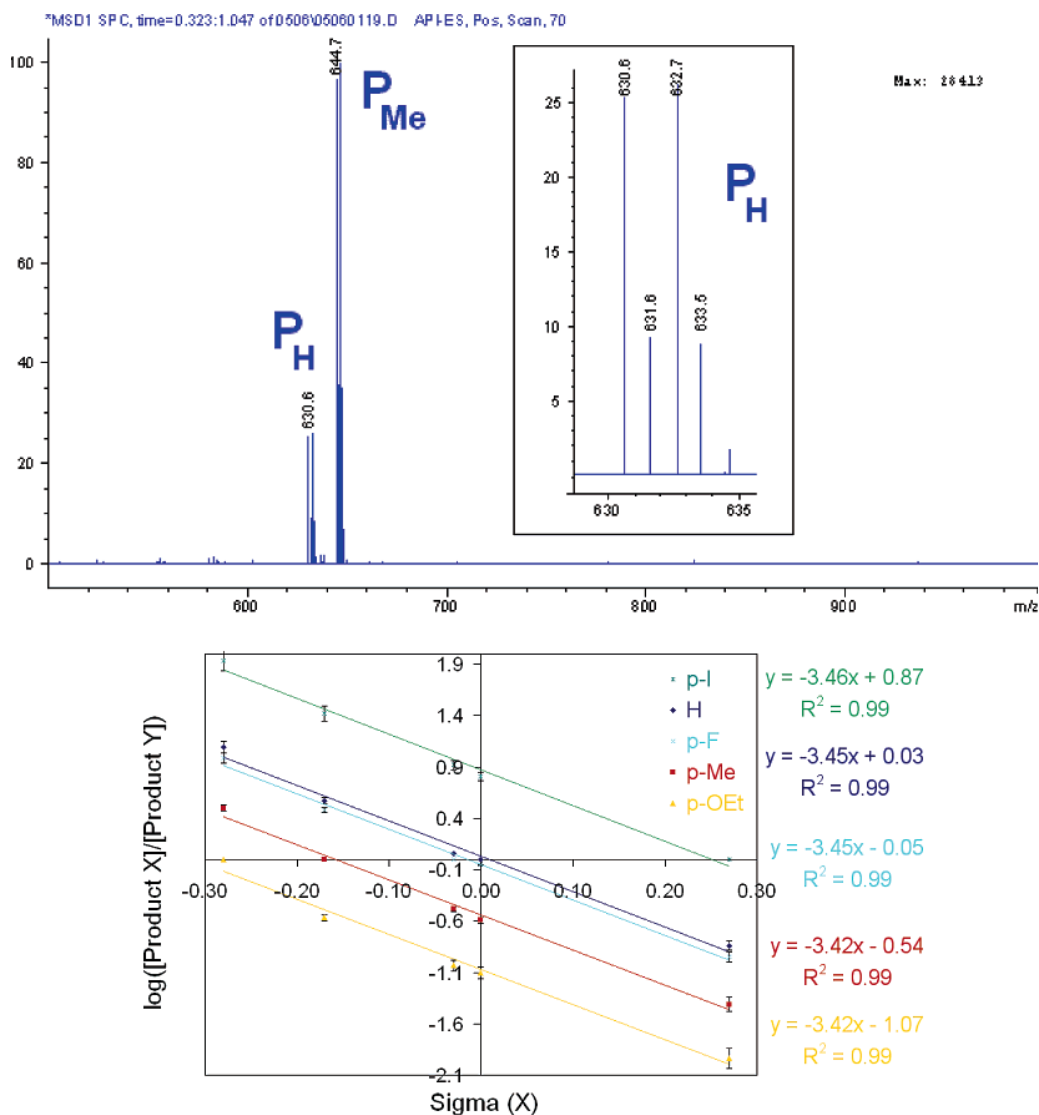 *MSD1 SPC, time=0.323:1.047 of 0506\05060119.D API-ES, Pos, Scan, 70
Max: 28413
100
80
60
40
20
0
644.7
P Me
P H
630.6
600
700
800
900
m/z
630.6
632.7
631.6
633.5
P H
25
20
15
10
5
630
635
log([Product X]/[Product Y])
1.9
1.4
0.9
0.4
-0.1
-0.6
-1.1
-1.6
-2.1
-0.30
-0.20
-0.10
0.00
0.10
0.20
0.30
Sigma (X)
p-I
H
p-F
p-Me
p-OEt
y = -3.46x + 0.87
R² = 0.99
y = -3.45x + 0.03
R² = 0.99
y = -3.45x - 0.05
R² = 0.99
y = -3.42x - 0.54
R² = 0.99
y = -3.42x - 1.07
R² = 0.99